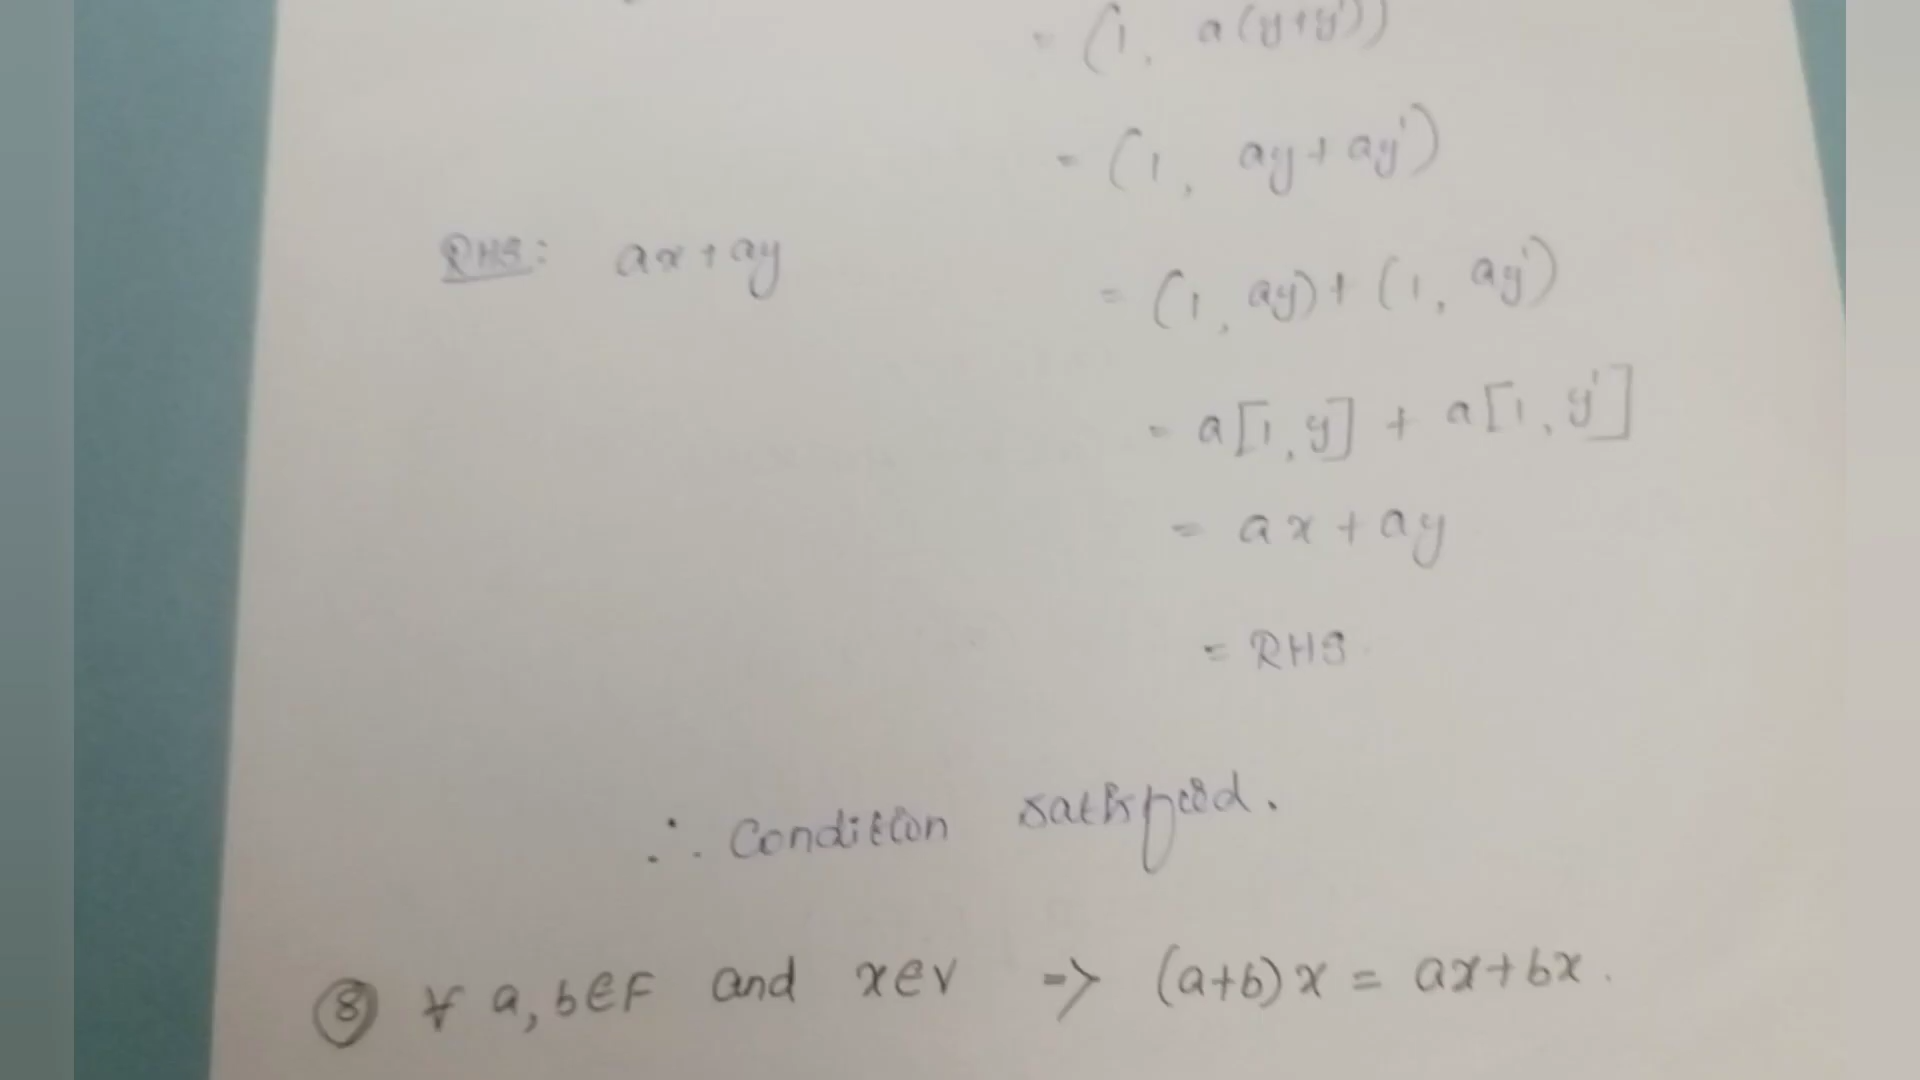 = (1, a(y+y'))
= (1, ay + ay')
RHS: ax + ay
= (1, ay) + (1, ay')
= a[1, y] + a[1, y']
= ax + ay
= RHS
∴ Condition satisfied.
⑧ ∀ a, b∈F and x∈V => (a+b)x = ax+bx.